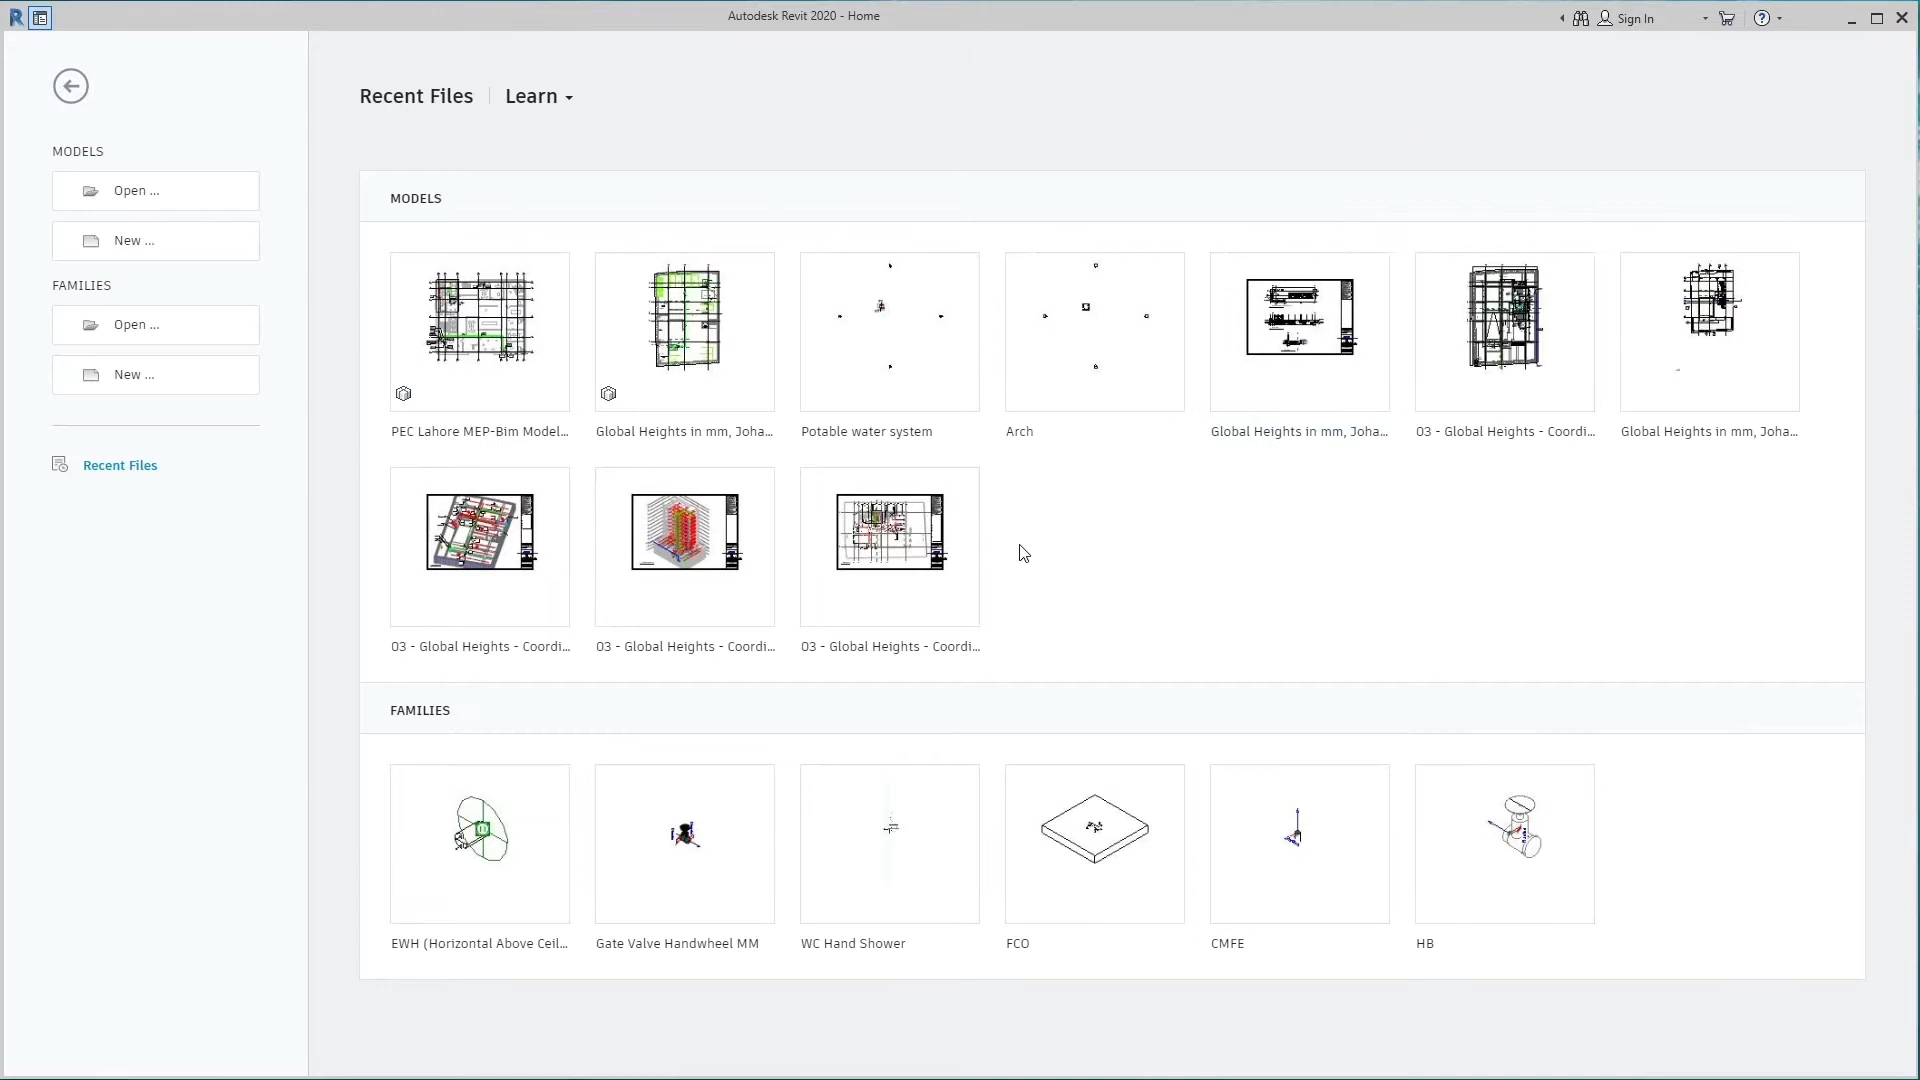 Autodesk Revit 2020 - Home
Sign In
Recent Files
Learn
MODELS
Open ...
New ...
FAMILIES
Open ...
New ...
Recent Files
MODELS
PEC Lahore MEP-Bim Model...
Global Heights in mm, Joha...
Potable water system
Arch
Global Heights in mm, Joha...
03 - Global Heights - Coordi...
Global Heights in mm, Joha...
03 - Global Heights - Coordi...
03 - Global Heights - Coordi...
03 - Global Heights - Coordi...
FAMILIES
EWH (Horizontal Above Ceil...
Gate Valve Handwheel MM
WC Hand Shower
FCO
CMFE
HB